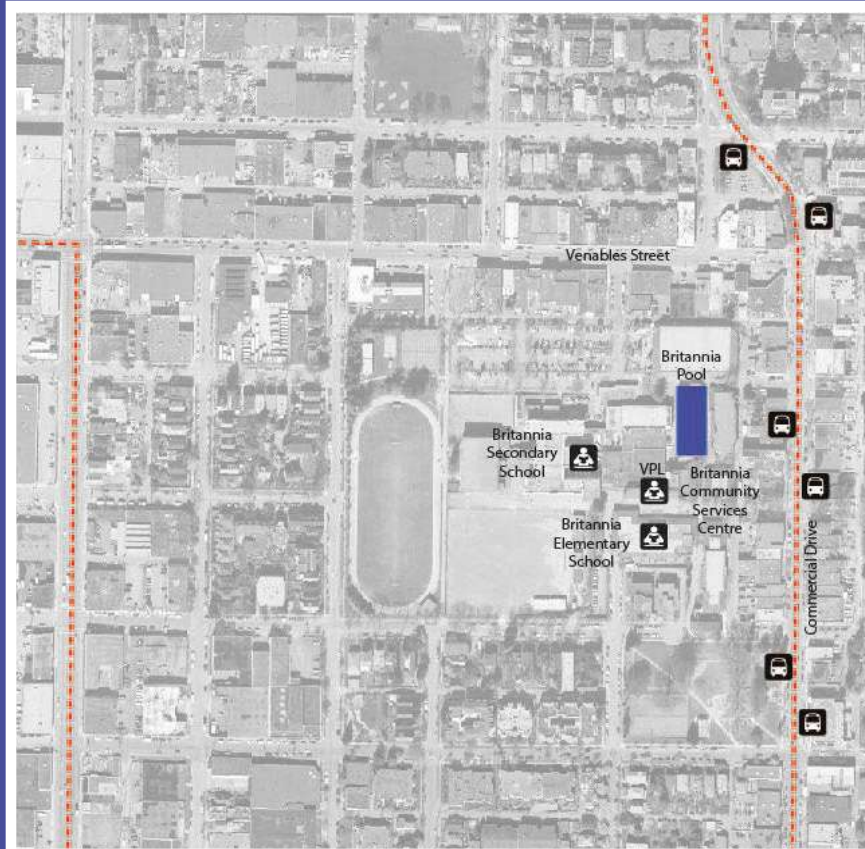 Venables Street
Britannia
Pool
Britannia
Secondary
School
VPL
Britannia
Community
Services
Centre
Britannia
Elementary
School
Commercial Drive